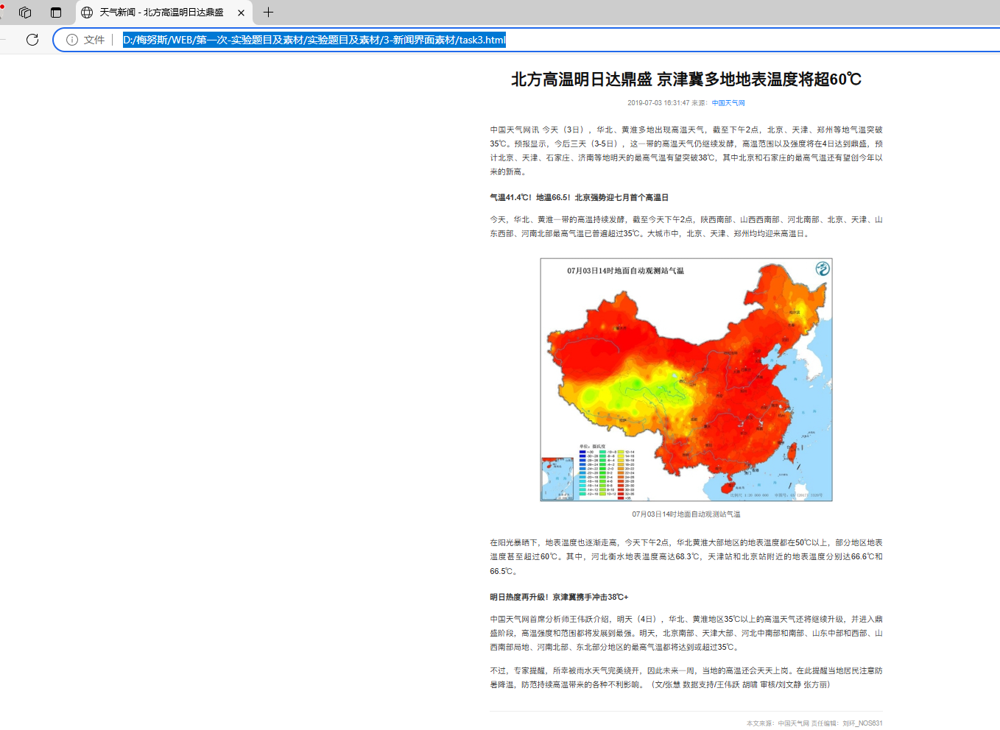 天气新闻 - 北方高温明日达鼎盛
文件
D:/梅努斯/WEB/第一次-实验题目及素材/实验题目及素材/3-新闻界面素材/task3.html
北方高温明日达鼎盛 京津冀多地地表温度将超60℃
2019-07-03 16:31:47 来源：中国天气网
中国天气网讯 今天（3日），华北、黄淮多地出现高温天气，截至下午2点，北京、天津、郑州等地气温突破
35℃。预报显示，今后三天（3-5日），这一带的高温天气仍继续发酵，高温范围以及强度将在4日达到鼎盛，预
计北京、天津、石家庄、济南等地明天的最高气温有望突破38℃，其中北京和石家庄的最高气温还有望创今年以
来的新高。
气温41.4℃！地温66.5！北京强势迎七月首个高温日
今天，华北、黄淮一带的高温持续发酵，截至今天下午2点，陕西南部、山西西南部、河北南部、北京、天津、山
东西部、河南北部最高气温已普遍超过35℃。大城市中，北京、天津、郑州均均迎来高温日。
07月03日14时地面自动观测站气温
单位：摄氏度
07月03日14时地面自动观测站气温
在阳光暴晒下，地表温度也逐渐走高，今天下午2点，华北黄淮大部地区的地表温度都在50℃以上，部分地区地表
温度甚至超过60℃。其中，河北衡水地表温度高达68.3℃，天津站和北京站附近的地表温度分别达66.6℃和
66.5℃。
明日热度再升级！京津冀携手冲击38℃+
中国天气网首席分析师王伟跃介绍，明天（4日），华北、黄淮地区35℃以上的高温天气还将继续升级，并进入鼎
盛阶段，高温强度和范围都将发展到最强。明天，北京南部、天津大部、河北中南部和南部、山东中部和西部、山
西南部局地、河南北部、东北部分地区的最高气温都将达到或超过35℃。
不过，专家提醒，所幸被雨水天气完美绕开，因此未来一周，当地的高温还会天天上岗。在此提醒当地居民注意防
暑降温，防范持续高温带来的各种不利影响。（文/张慧 数据支持/王伟跃 胡啸 审核/刘文静 张方丽）
本文来源：中国天气网 责任编辑：刘环_NOS631